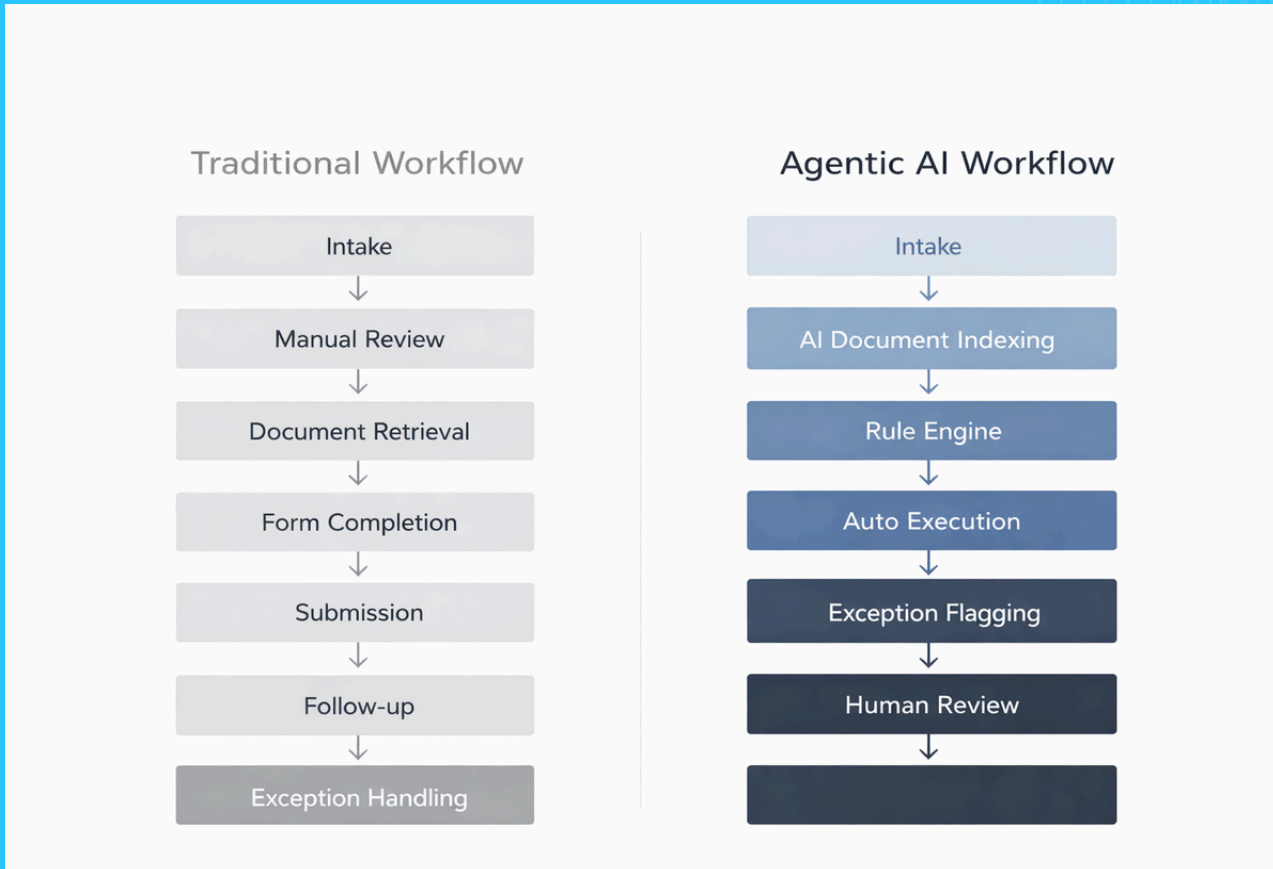 Traditional Workflow
Intake
Manual Review
Document Retrieval
Form Completion
Submission
Follow-up
Exception Handling
Agentic AI Workflow
Intake
AI Document Indexing
Rule Engine
Auto Execution
Exception Flagging
Human Review